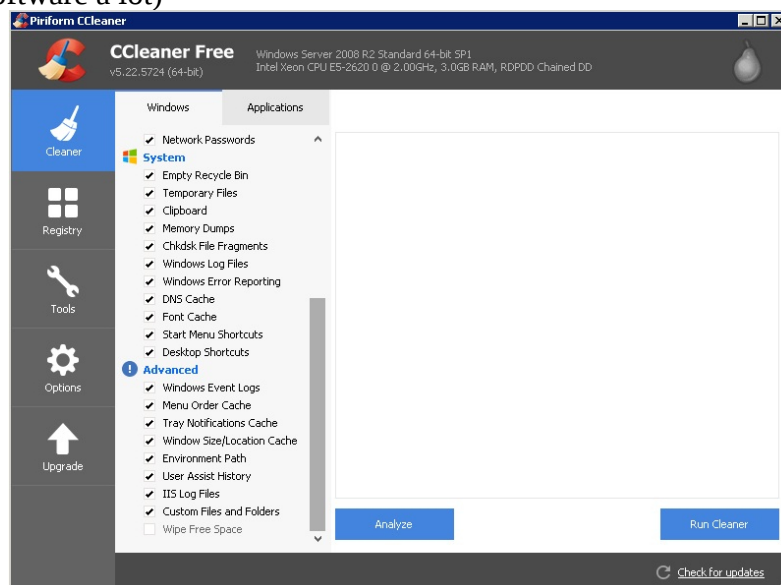 software a lot)
Piriform CCleaner
CCleaner Free
v5.22.5724 (64-bit)
Windows Server 2008 R2 Standard 64-bit SP1
Intel Xeon CPU E5-2620 0 @ 2.00GHz, 3.0GB RAM, RDPDD Chained DD
Cleaner
Registry
Tools
Options
Upgrade
Windows
Applications
Network Passwords
System
Empty Recycle Bin
Temporary Files
Clipboard
Memory Dumps
Chkdsk File Fragments
Windows Log Files
Windows Error Reporting
DNS Cache
Font Cache
Start Menu Shortcuts
Desktop Shortcuts
Advanced
Windows Event Logs
Menu Order Cache
Tray Notifications Cache
Window Size/Location Cache
Environment Path
User Assist History
IIS Log Files
Custom Files and Folders
Wipe Free Space
Analyze
Run Cleaner
Check for updates